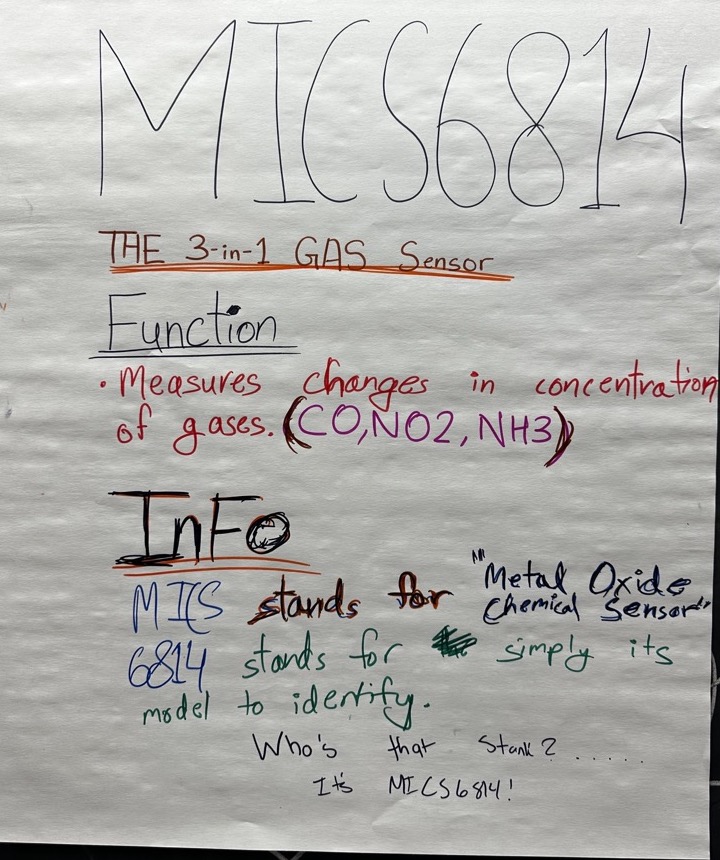 MICS6814
THE 3-in-1 GAS Sensor
Function
• Measures changes in concentration
of gases. (CO,NO2, NH3)
InFo
MICS stands for "Metal Oxide
Chemical Sensor"
6814 stands for simply its
model to identify.
Who's that stank? ......
It's MICS6814!